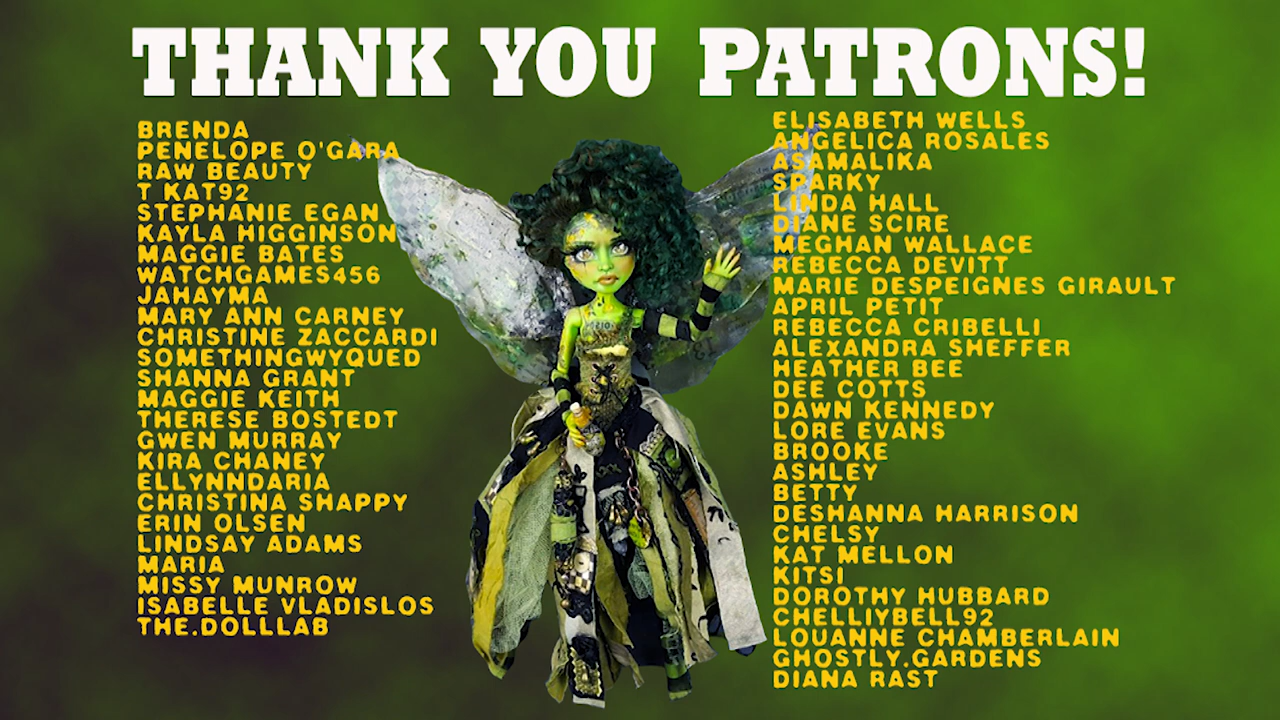 THANK YOU PATRONS!
BRENDA
PENELOPE O'GARA
RAW BEAUTY
T KAT92
STEPHANIE EGAN
KAYLA HIGGINSON
MAGGIE BATES
WATCHGAMES456
JAHAYMA
MARY ANN CARNEY
CHRISTINE ZACCARDI
SOMETHINGWYQUED
SHANNA GRANT
MAGGIE KEITH
THERESE BOSTEDT
GWEN MURRAY
KIRA CHANEY
ELLYNNDARIA
CHRISTINA SHAPPY
ERIN OLSEN
LINDSAY ADAMS
MARIA
MISSY MUNROW
ISABELLE VLADISLOS
THE.DOLLLAB
ELISABETH WELLS
ANGELICA ROSALES
ASAMALIKA
SPARKY
LINDA HALL
DIANE SCIRE
MEGHAN WALLACE
REBECCA DEVITT
MARIE DESPEIGNES GIRAULT
APRIL PETIT
REBECCA CRIBELLI
ALEXANDRA SHEFFER
HEATHER BEE
DEE COTTS
DAWN KENNEDY
LORE EVANS
BROOKE
ASHLEY
BETTY
DESHANNA HARRISON
CHELSY
KAT MELLON
KITSI
DOROTHY HUBBARD
CHELLIYBELL92
LOUANNE CHAMBERLAIN
GHOSTLY.GARDENS
DIANA RAST